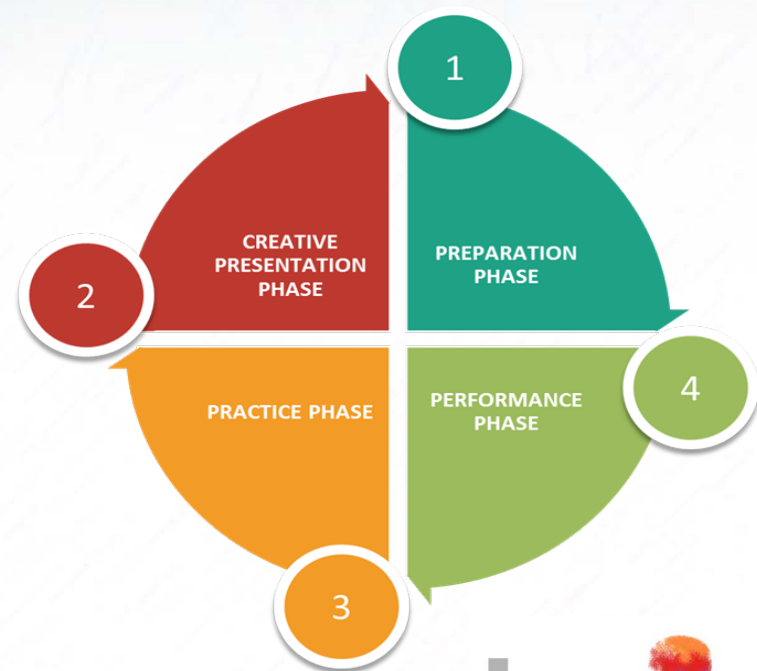 1
CREATIVE
PRESENTATION
PHASE
PREPARATION
PHASE
2
PRACTICE PHASE
PERFORMANCE
PHASE
4
3